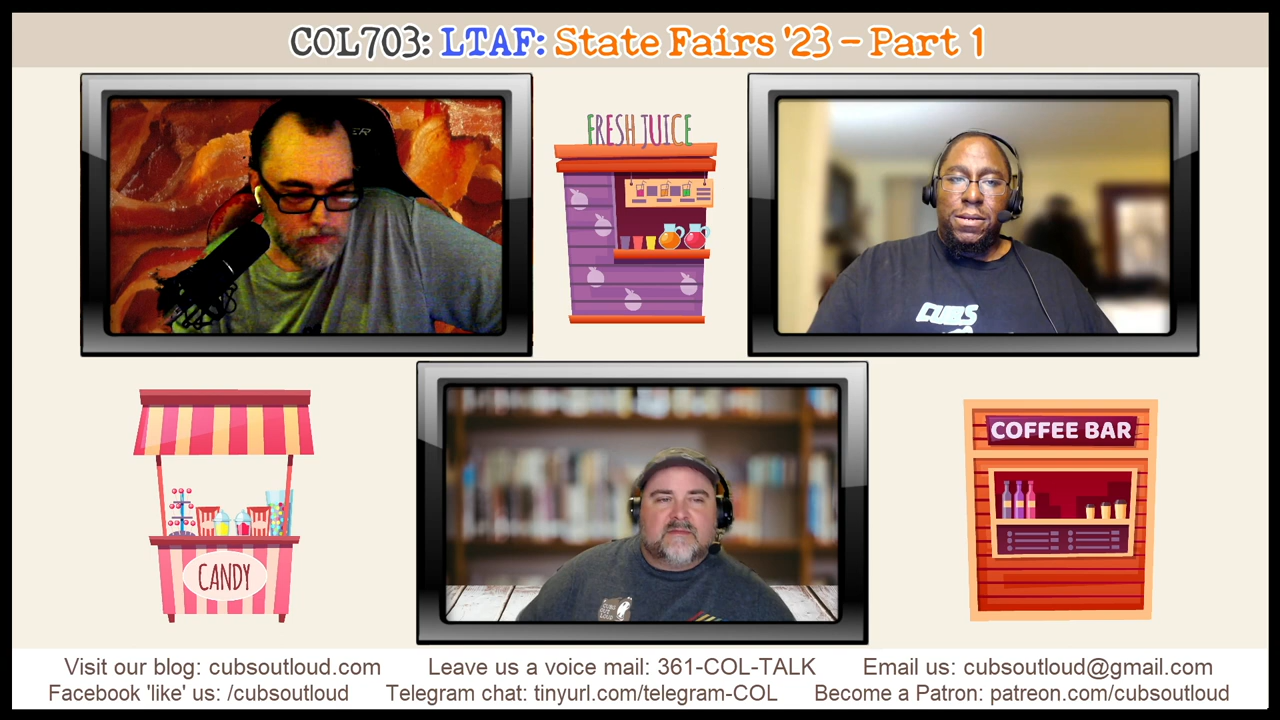 COL703: LTAF: State Fairs '23 - Part 1
FRESH JUICE
CUBS
CANDY
COFFEE BAR
Visit our blog: cubsoutloud.com Leave us a voice mail: 361-COL-TALK Email us: cubsoutloud@gmail.com
Facebook 'like' us: /cubsoutloud Telegram chat: tinyurl.com/telegram-COL Become a Patron: patreon.com/cubsoutloud